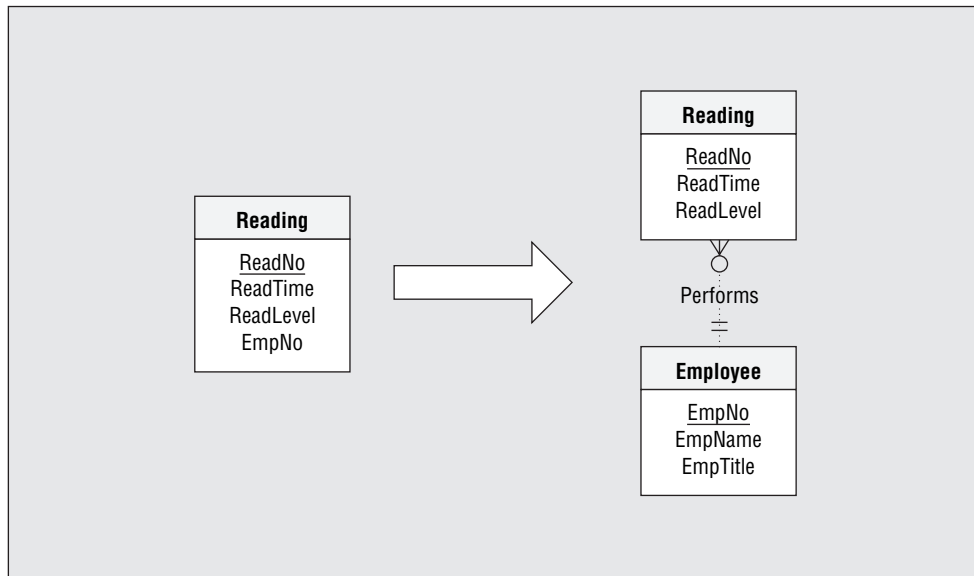 Reading
ReadNo
ReadTime
ReadLevel
EmpNo
Reading
ReadNo
ReadTime
ReadLevel
Performs
Employee
EmpNo
EmpName
EmpTitle